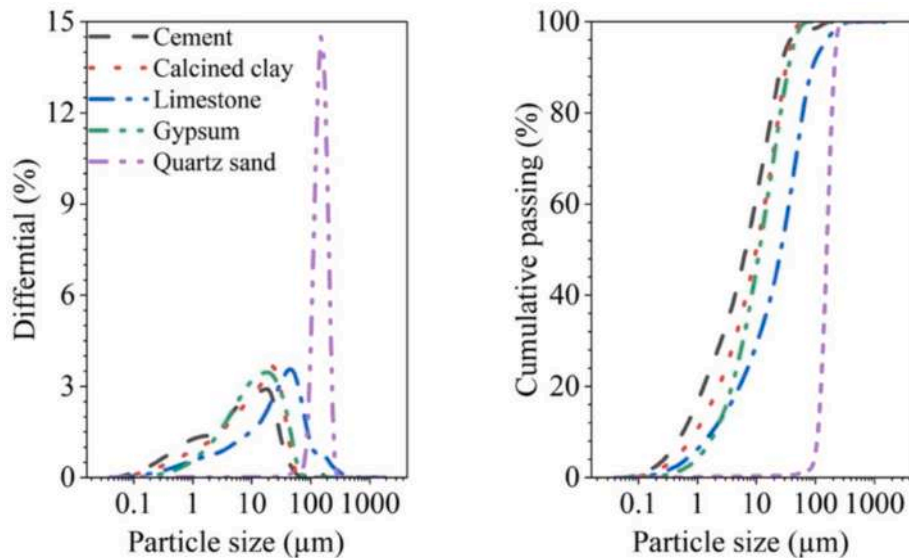 15
12
9
6
3
0
Differntial (%)
Cement
Calcined clay
Limestone
Gypsum
Quartz sand
0.1 1 10 100 1000
Particle size (µm)
100
80
60
40
20
0
Cumulative passing (%)
0.1 1 10 100 1000
Particle size (µm)